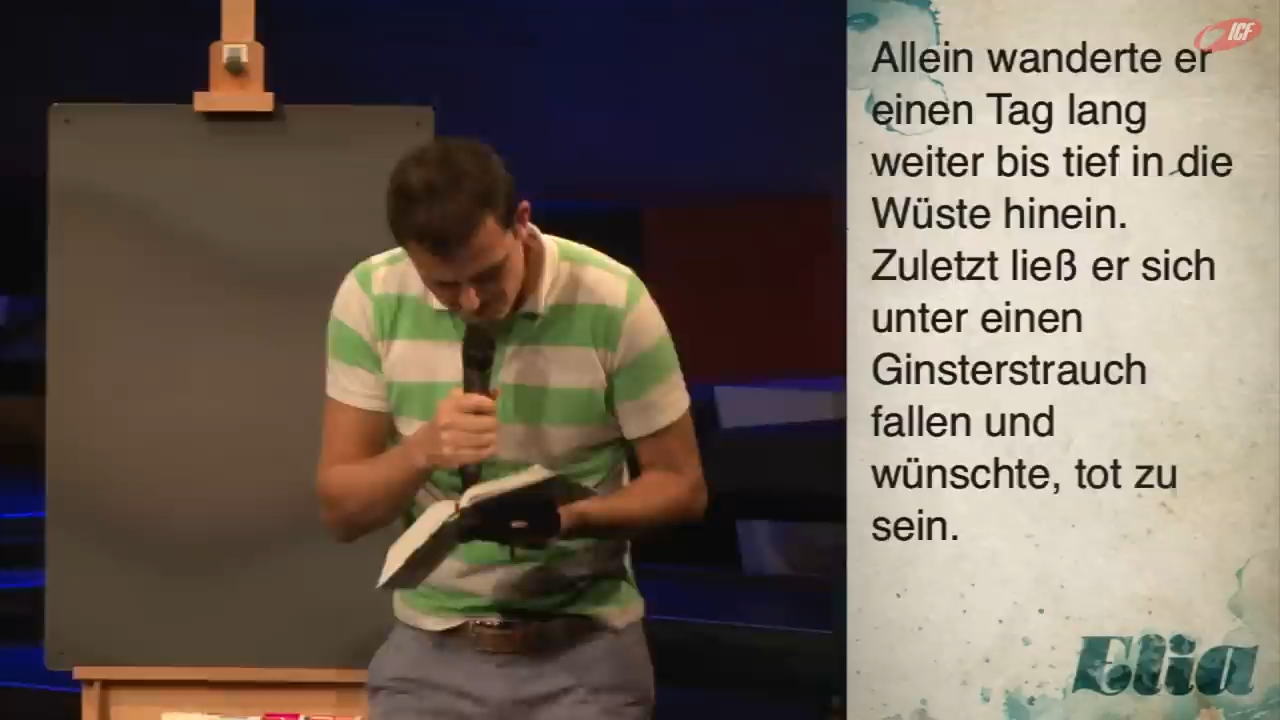 ICF
Allein wanderte er
einen Tag lang
weiter bis tief in die
Wüste hinein.
Zuletzt ließ er sich
unter einen
Ginsterstrauch
fallen und
wünschte, tot zu
sein.
Elia